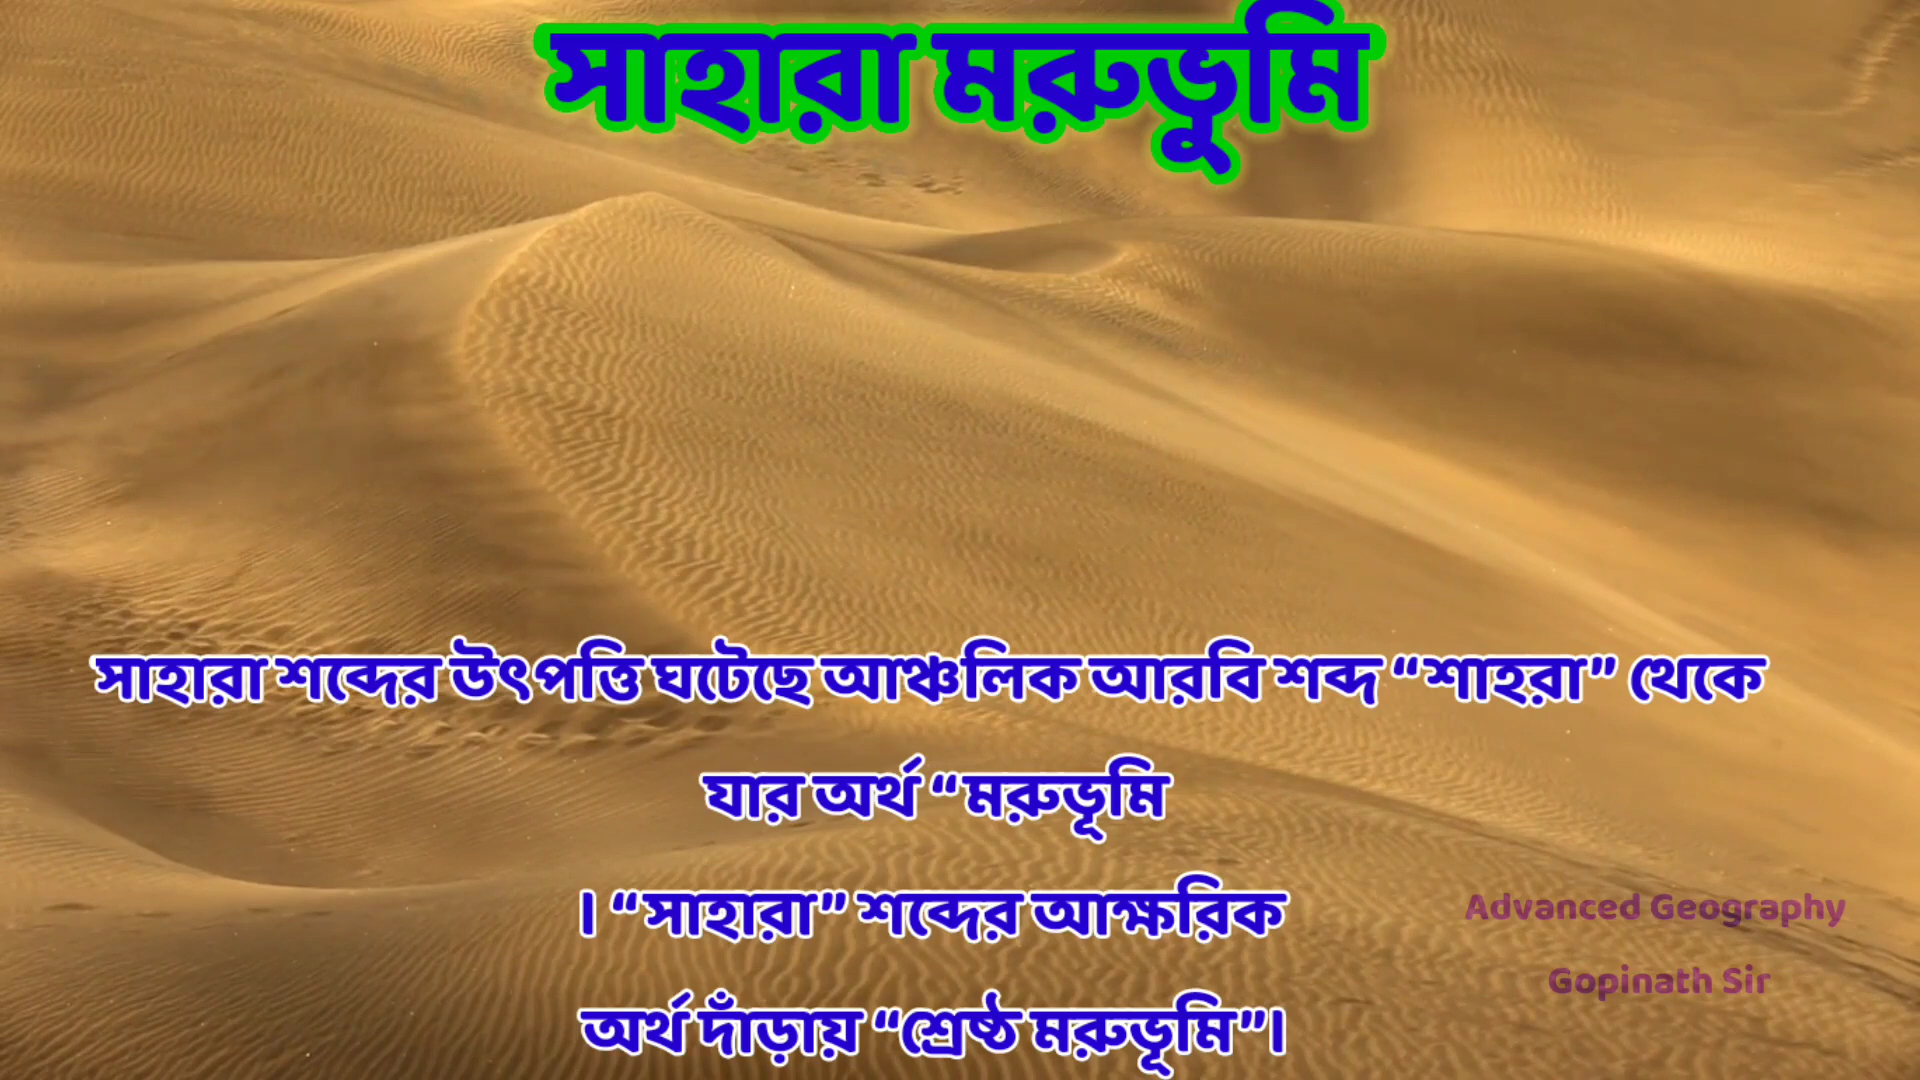 সাহারা মরুভুমি
সাহারা শব্দের উৎপত্তি ঘটেছে আঞ্চলিক আরবি শব্দ “শাহরা” থেকে
যার অর্থ “মরুভূমি
। “সাহারা” শব্দের আক্ষরিক
অর্থ দাঁড়ায় “শ্রেষ্ঠ মরুভূমি”।
Advanced Geography
Gopinath Sir